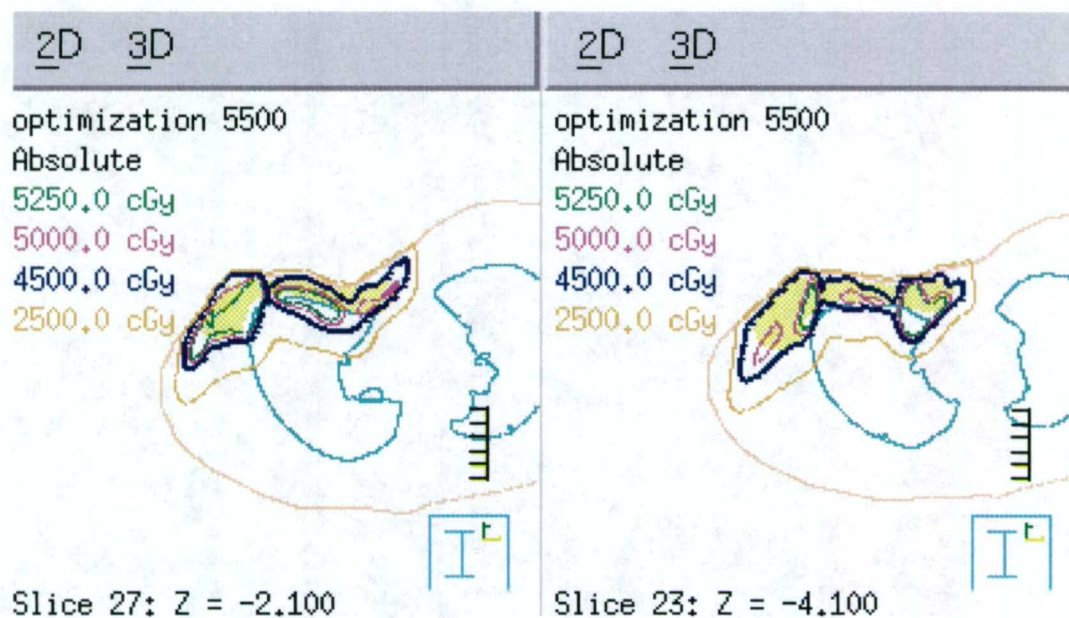 2D 3D
optimization 5500
Absolute
5250.0 cGy
5000.0 cGy
4500.0 cGy
2500.0 cGy
Slice 27: Z = -2.100
2D 3D
optimization 5500
Absolute
5250.0 cGy
5000.0 cGy
4500.0 cGy
2500.0 cGy
Slice 23: Z = -4.100